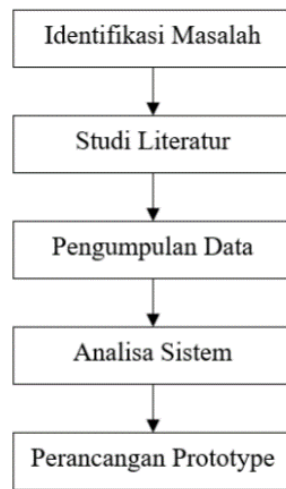 Identifikasi Masalah
Studi Literatur
Pengumpulan Data
Analisa Sistem
Perancangan Prototype